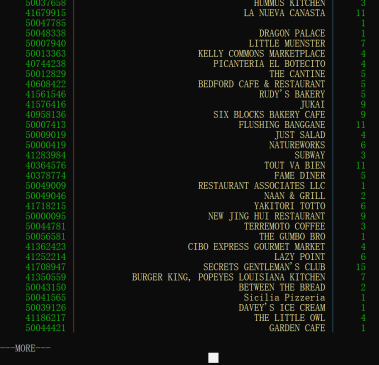 50037658 HUMMUS KITCHEN 3
41679915 LA NUEVA CANASTA 11
50047785 1
50048338 DRAGON PALACE 1
50007940 LITTLE MUENSTER 7
50013363 KELLY COMMONS MARKETPLACE 4
40744238 PICANTERIA EL BOTECITO 4
50012829 THE CANTINE 5
40608422 BEDFORD CAFE & RESTAURANT 5
41561546 RUDY'S BAKERY 5
41576416 JUKAI 9
40958136 SIX BLOCKS BAKERY CAFE 9
50007413 FLUSHING BANGGANE 11
50009019 JUST SALAD 4
50000420 NATUREWORKS 6
41283984 SUBWAY 3
40364576 TOUT VA BIEN 11
40378774 FAME DINER 5
50049009 RESTAURANT ASSOCIATES LLC 1
50049046 NAAN & GRILL 2
41718215 YAKITORI TOTTO 6
50000095 NEW JING HUI RESTAURANT 9
50044781 TERREMOTO COFFEE 3
50056581 THE GUMBO BRO 1
41362423 CIBO EXPRESS GOURMET MARKET 4
41252214 LAZY POINT 6
41708947 SECRETS GENTLEMAN'S CLUB 15
41350559 BURGER KING, POPEYES LOUISIANA KITCHEN 7
50043150 BETWEEN THE BREAD 2
50041565 Sicilia Pizzeria 1
50039126 DAVEY'S ICE CREAM 1
41186217 THE LITTLE OWL 4
50044421 GARDEN CAFE 1
---MORE---